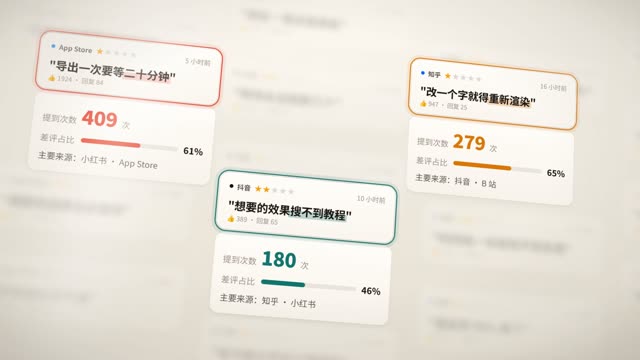 App Store
5 小时前
"导出一次要等二十分钟"
👍 1924 · 回复 84
提到次数 409 次
差评占比 61%
主要来源：小红书 · App Store
知乎
16 小时前
"改一个字就得重新渲染"
👍 947 · 回复 25
提到次数 279 次
差评占比 65%
主要来源：抖音 · B 站
抖音
10 小时前
"想要的效果搜不到教程"
👍 389 · 回复 65
提到次数 180 次
差评占比 46%
主要来源：知乎 · 小红书